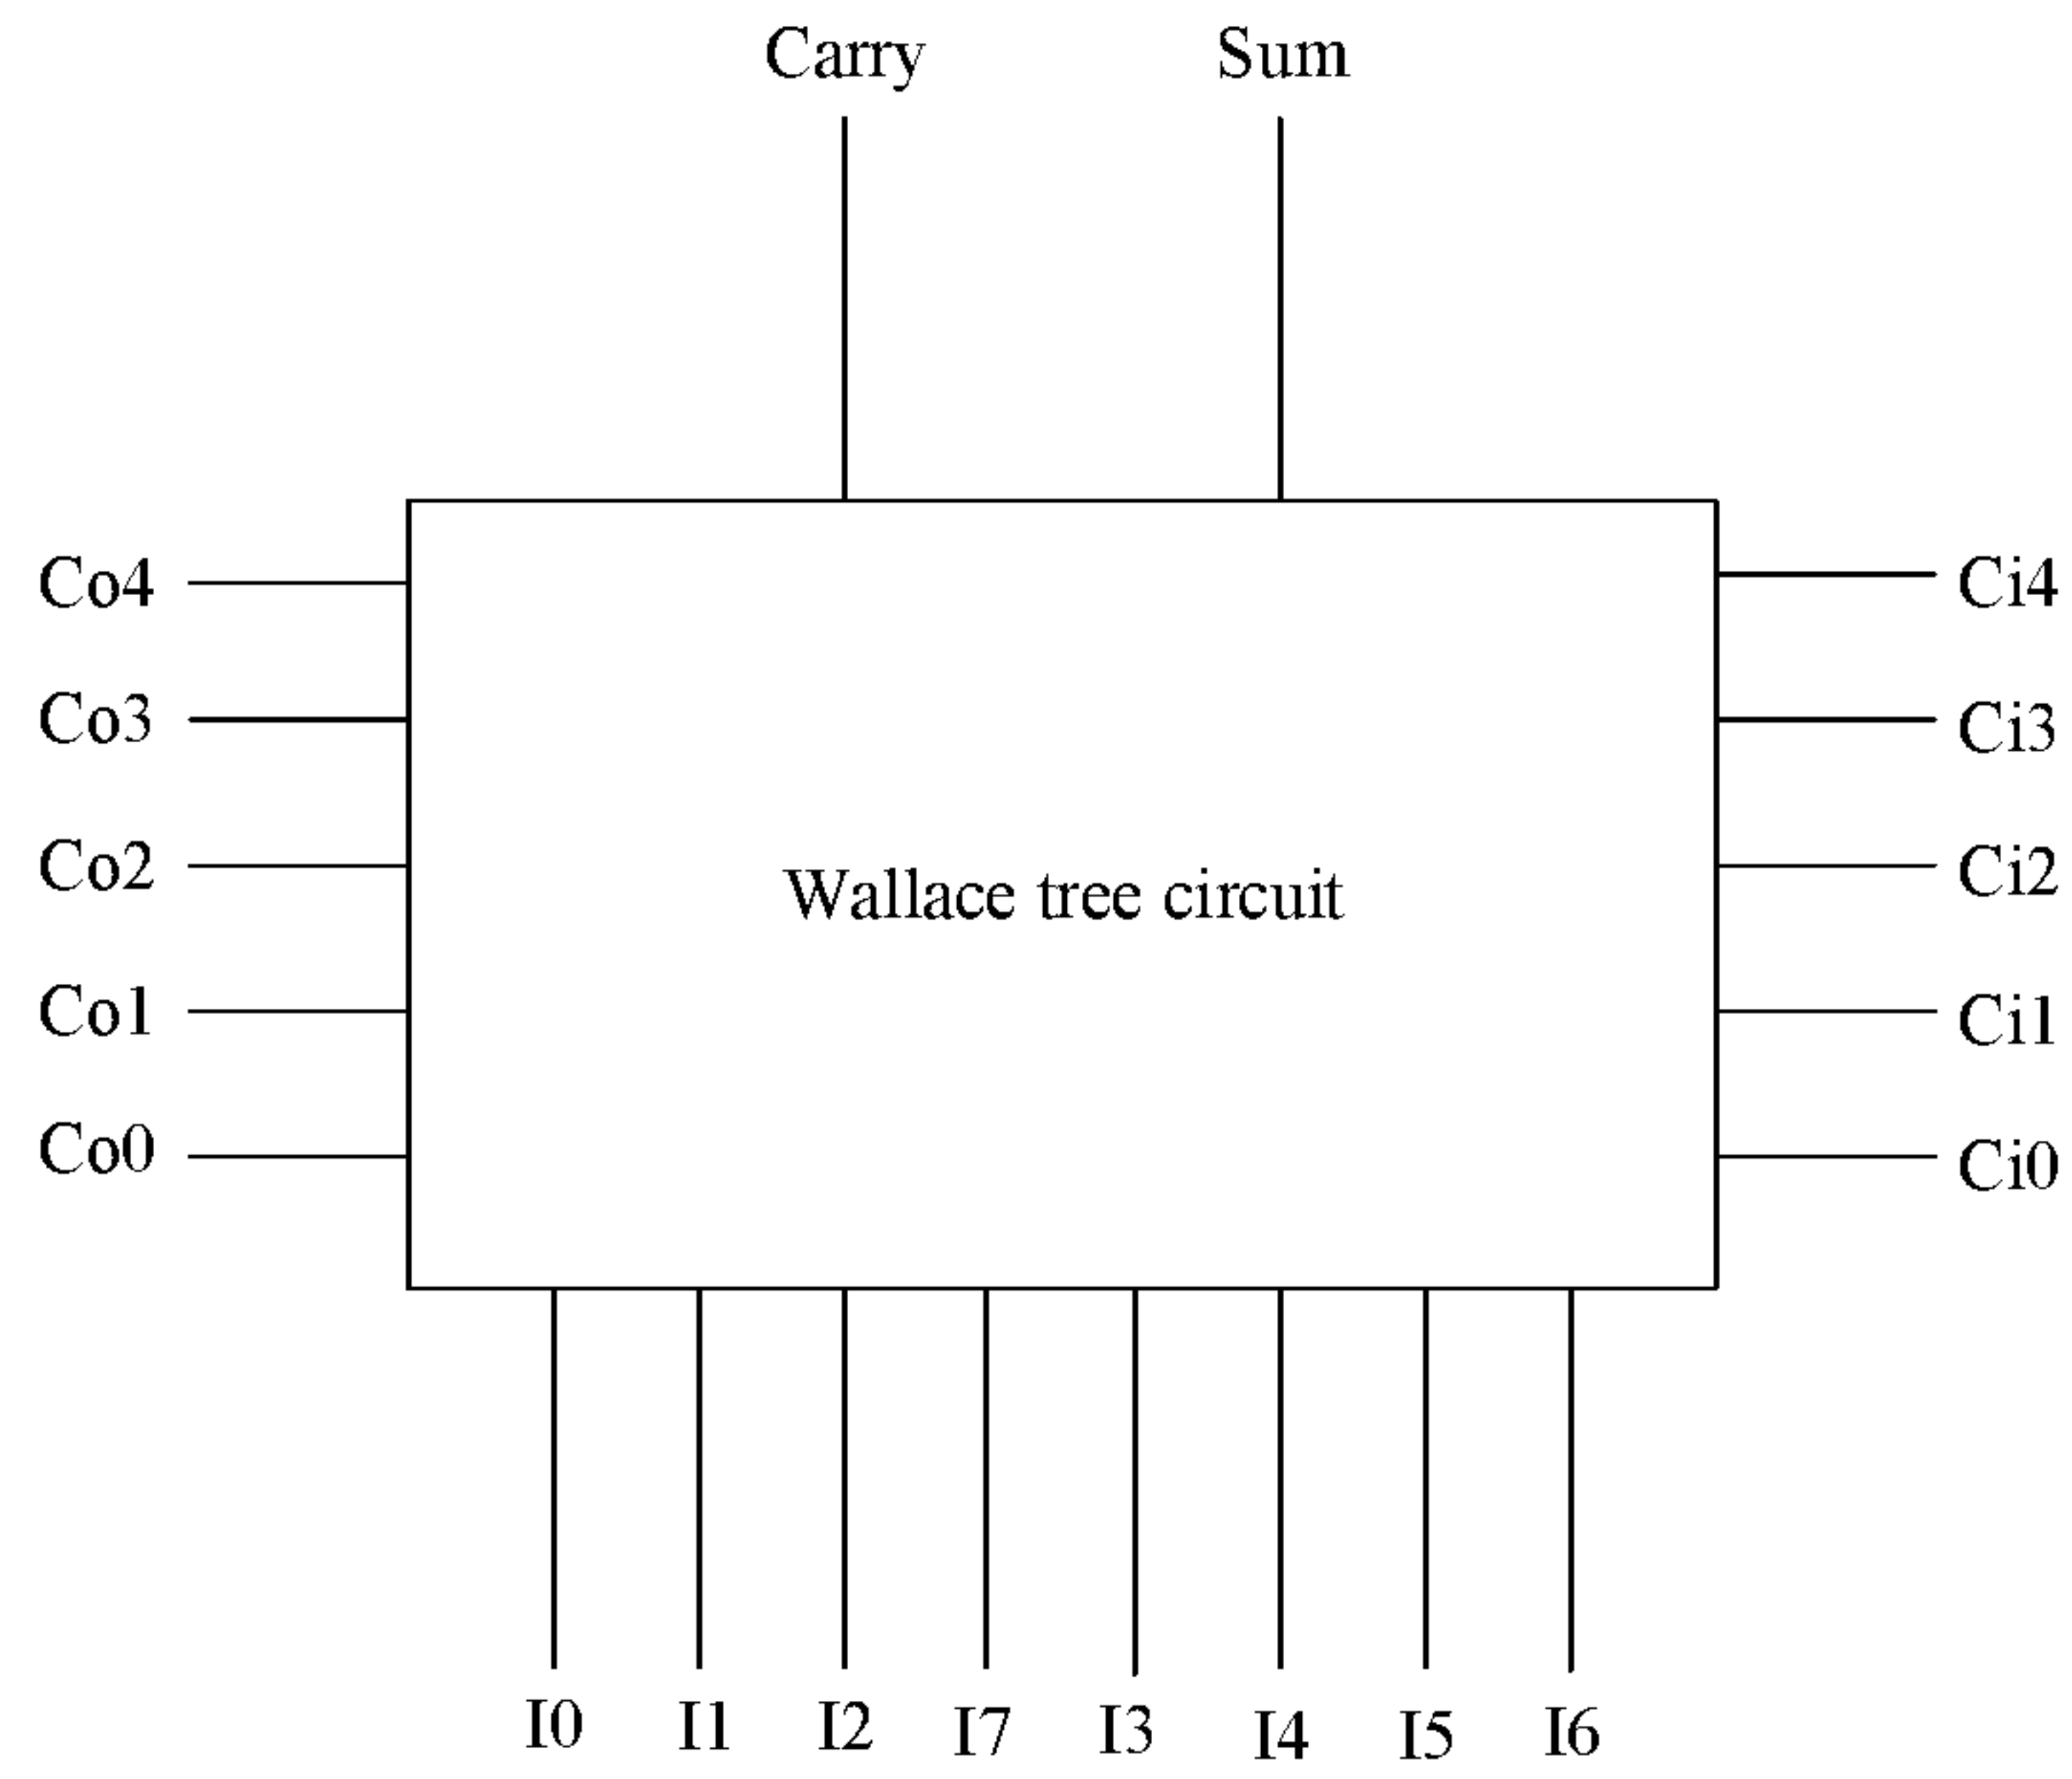 Carry Sum
Co4 Ci4
Co3 Ci3
Co2 Ci2
Wallace tree circuit
Co1 Ci1
Co0 Ci0
I0 I1 I2 I7 I3 I4 I5 I6